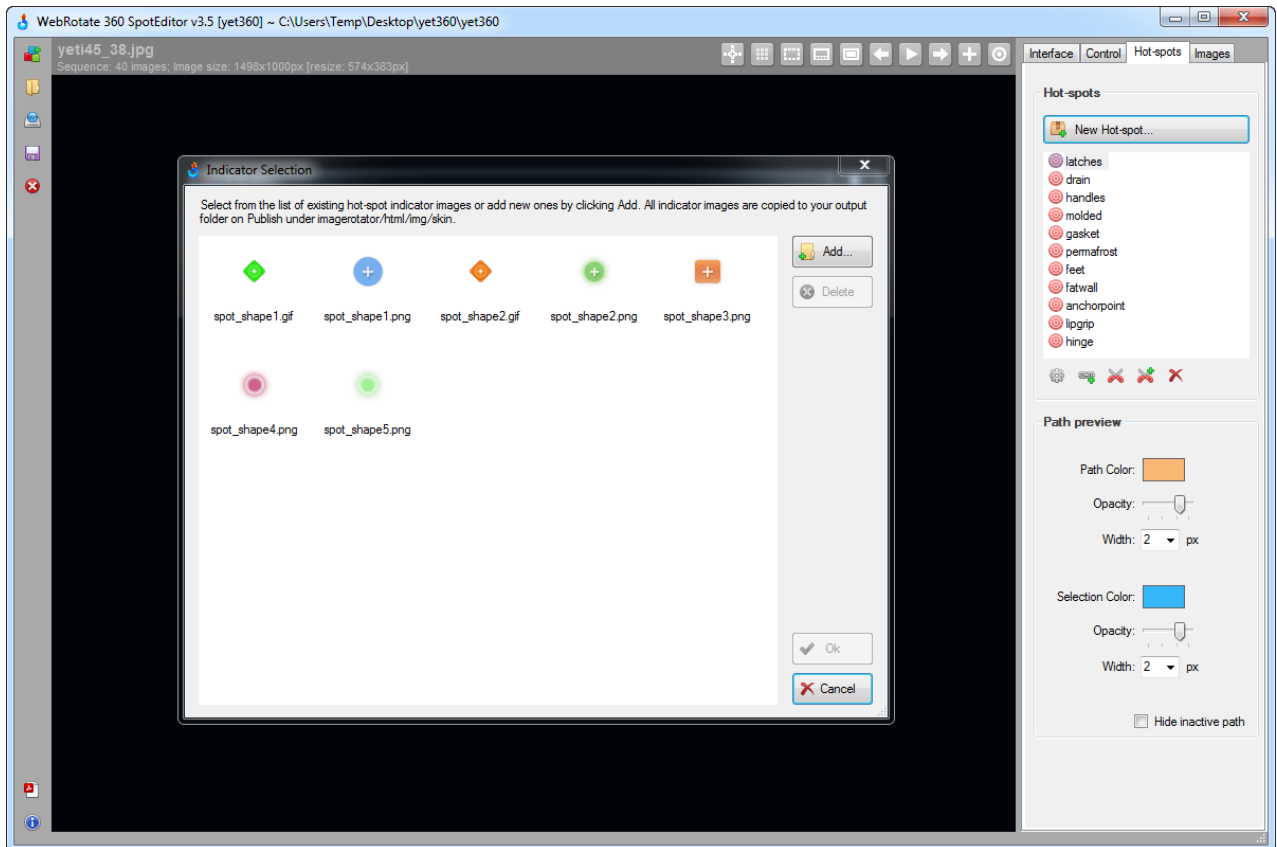 WebRotate 360 SpotEditor v3.5 [yet360] ~ C:\Users\Temp\Desktop\yet360\yet360
yeti45_38.jpg
Sequence: 40 images; Image size: 1498x1000px [resize: 574x383px]
Interface Control Hot-spots Images
Hot-spots
New Hot-spot...
latches
drain
handles
molded
gasket
permafrost
feet
fatwall
anchorpoint
lipgrip
hinge
Path preview
Path Color:
Opacity:
Width: 2 px
Selection Color:
Opacity:
Width: 2 px
Hide inactive path
Indicator Selection
Select from the list of existing hot-spot indicator images or add new ones by clicking Add. All indicator images are copied to your output
folder on Publish under imagerotator/html/img/skin.
Add...
Delete
spot_shape1.gif spot_shape1.png spot_shape2.gif spot_shape2.png spot_shape3.png
spot_shape4.png spot_shape5.png
Ok
Cancel